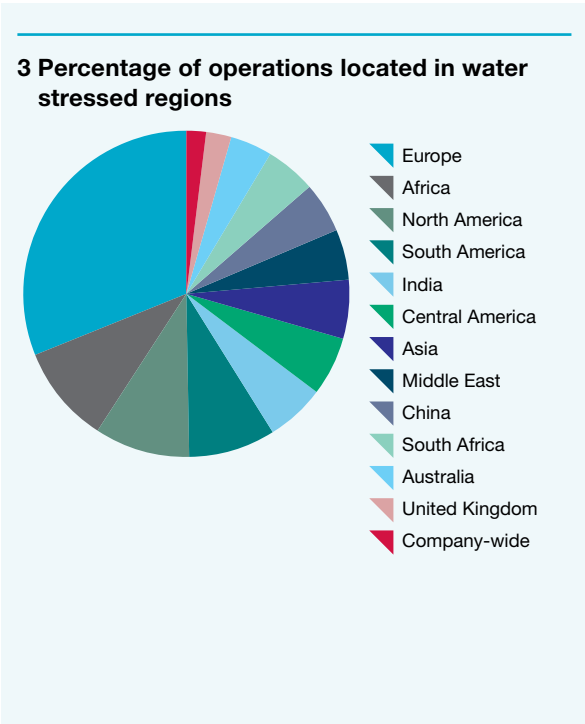 3 Percentage of operations located in water
stressed regions
Europe
Africa
North America
South America
India
Central America
Asia
Middle East
China
South Africa
Australia
United Kingdom
Company-wide